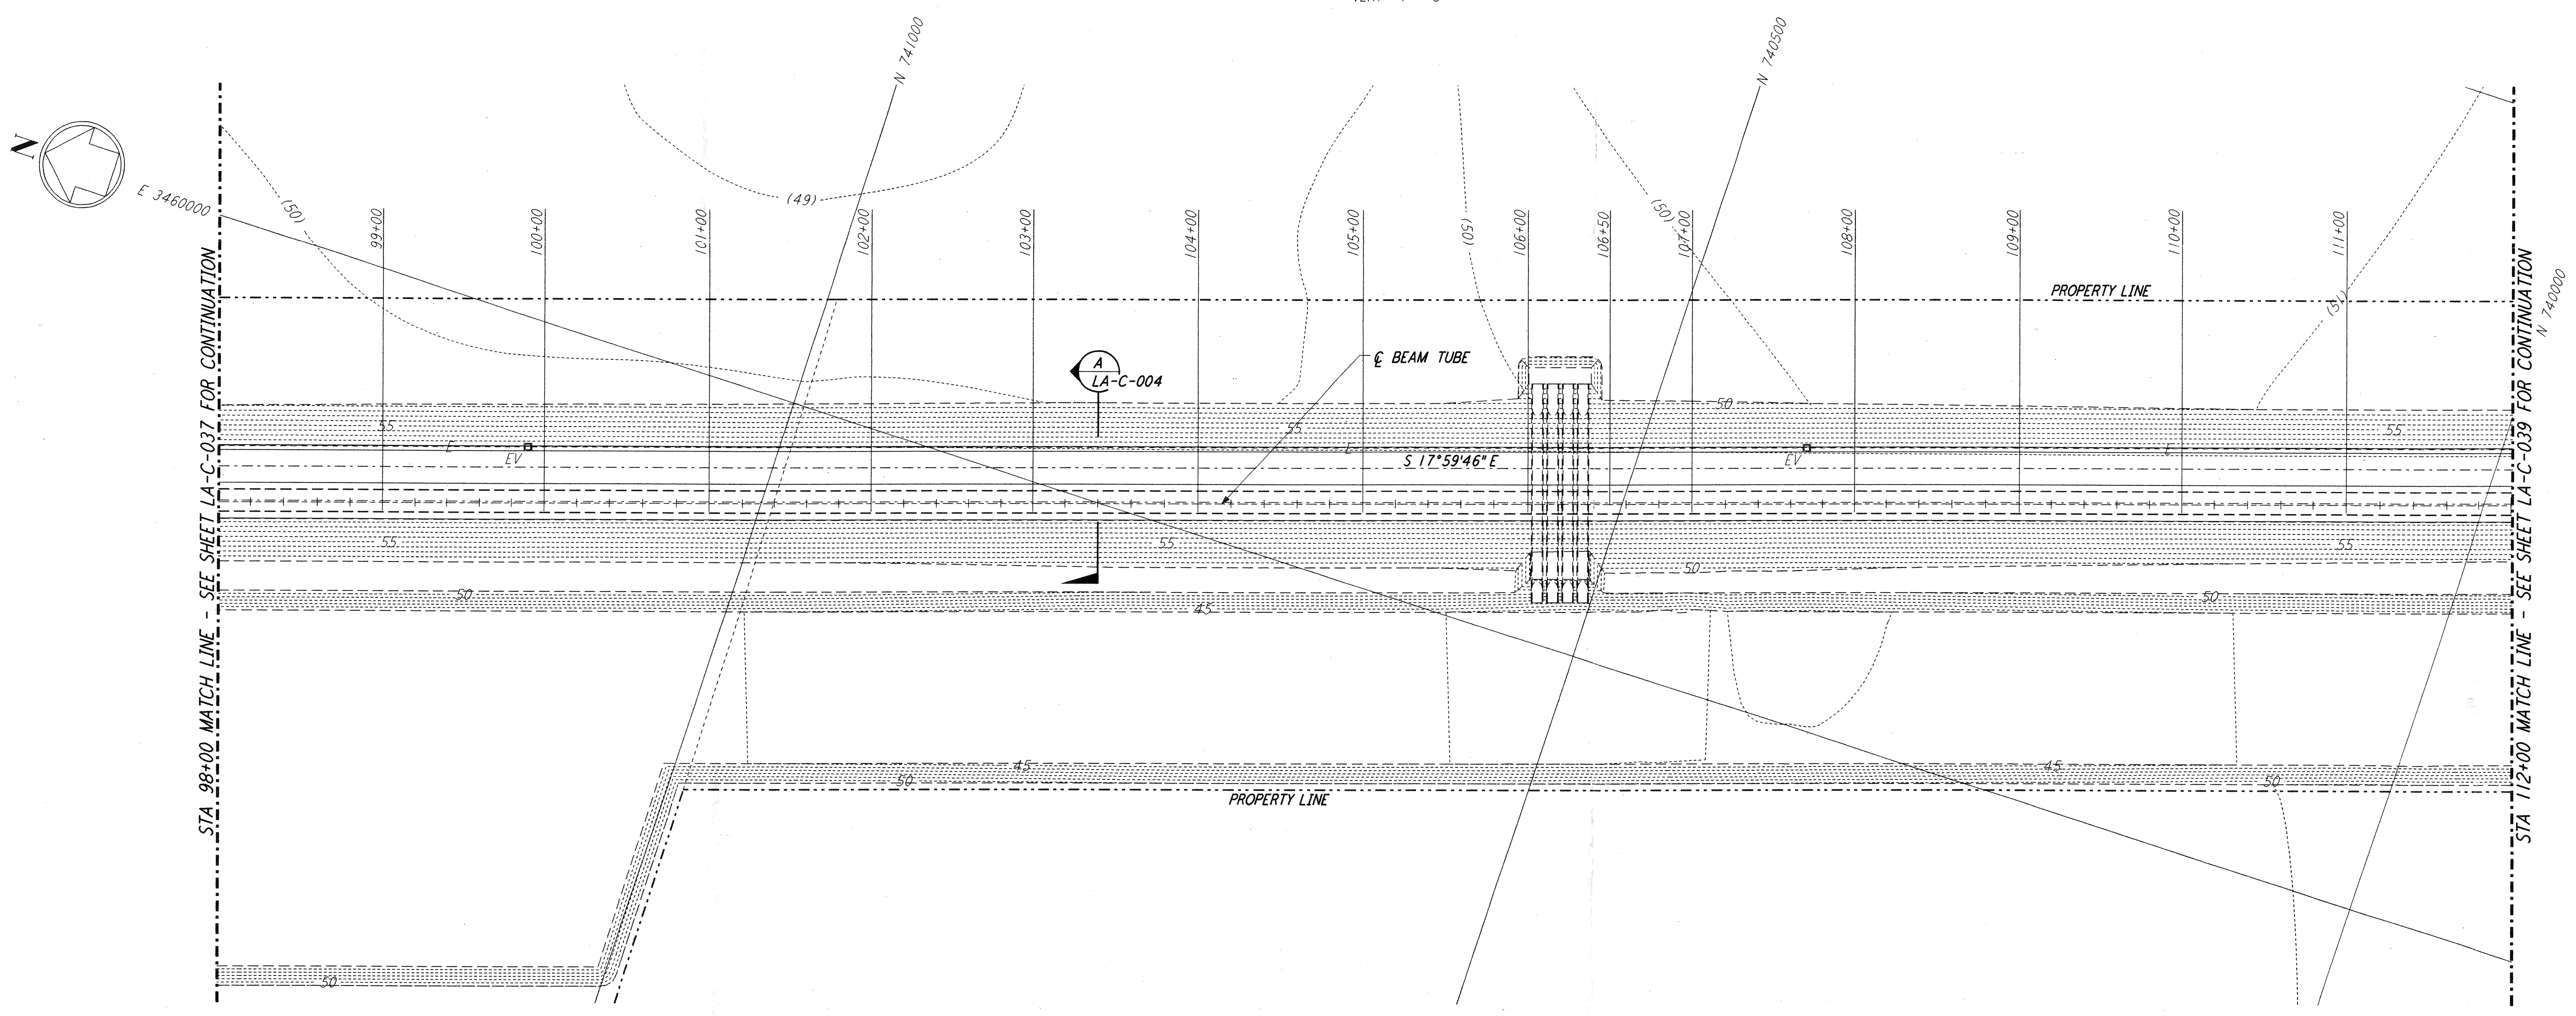 N 741000
N 740500
N
E 3460000
(50)
(49)
(50)
(50)
(51)
N 740000
99+00
100+00
101+00
102+00
103+00
104+00
105+00
106+00
106+50
107+00
108+00
109+00
110+00
111+00
PROPERTY LINE
STA 98+00 MATCH LINE - SEE SHEET LA-C-037 FOR CONTINUATION
STA 112+00 MATCH LINE - SEE SHEET LA-C-039 FOR CONTINUATION
A
LA-C-004
℄ BEAM TUBE
50
55
55
55
E
E
E
EV
EV
S 17°59'46" E
55
55
55
50
50
45
50
45
50
45
50
PROPERTY LINE
50